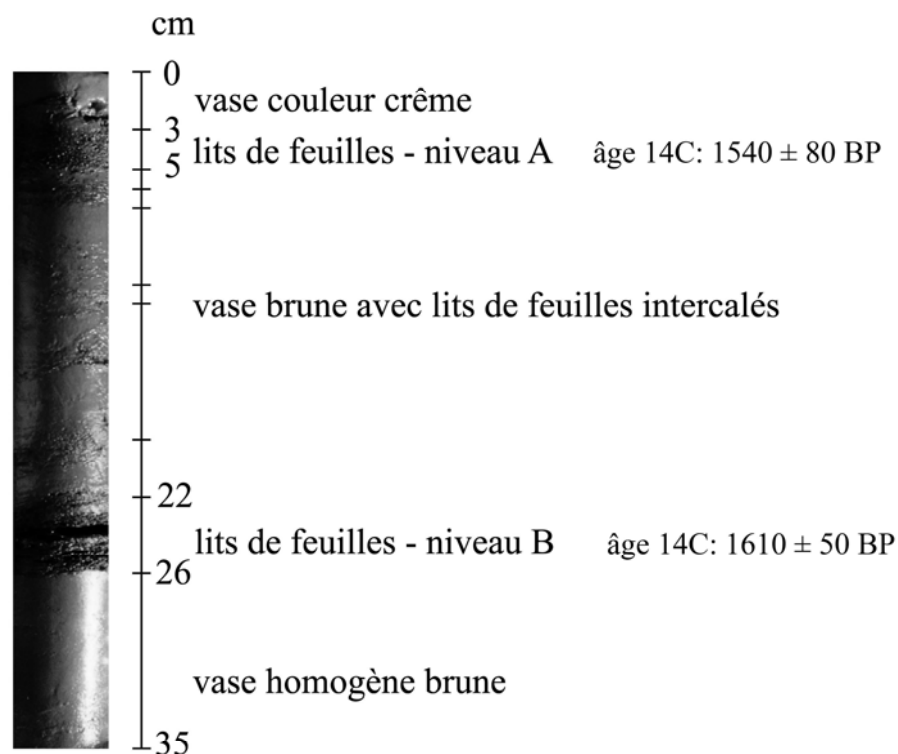 cm
0
vase couleur crême
3
lits de feuilles - niveau A âge 14C: 1540 ± 80 BP
5
vase brune avec lits de feuilles intercalés
22
lits de feuilles - niveau B âge 14C: 1610 ± 50 BP
26
vase homogène brune
35